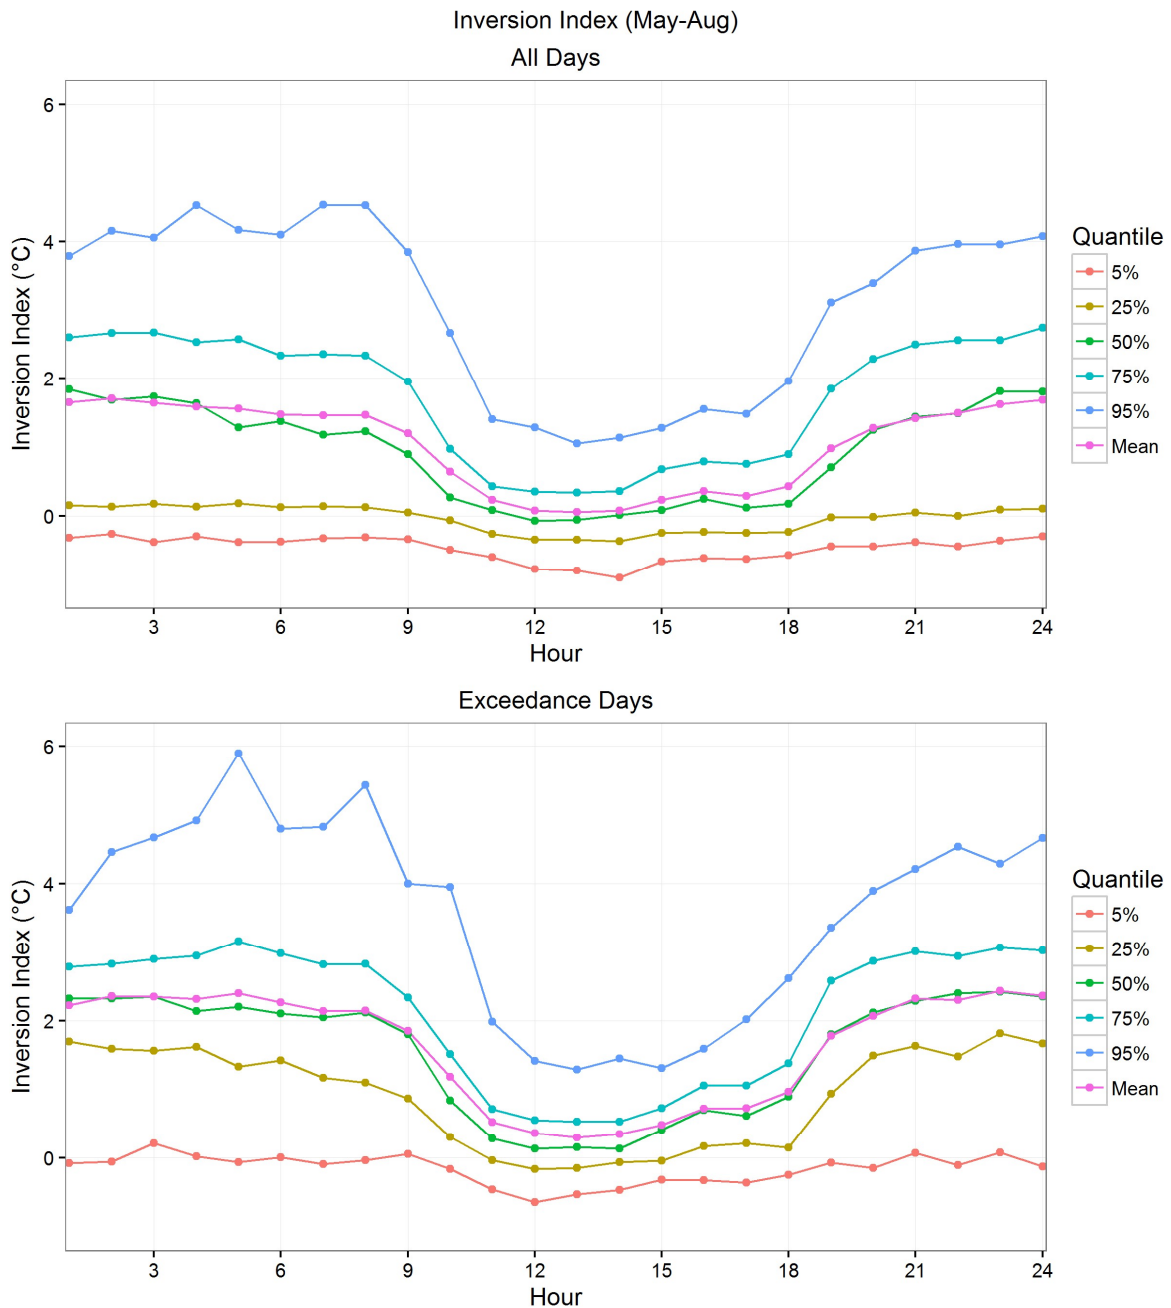 Inversion Index (May-Aug)
All Days
6
4
2
0
Inversion Index (°C)
3 6 9 12 15 18 21 24
Hour
Quantile
5%
25%
50%
75%
95%
Mean
Exceedance Days
6
4
2
0
Inversion Index (°C)
3 6 9 12 15 18 21 24
Hour
Quantile
5%
25%
50%
75%
95%
Mean